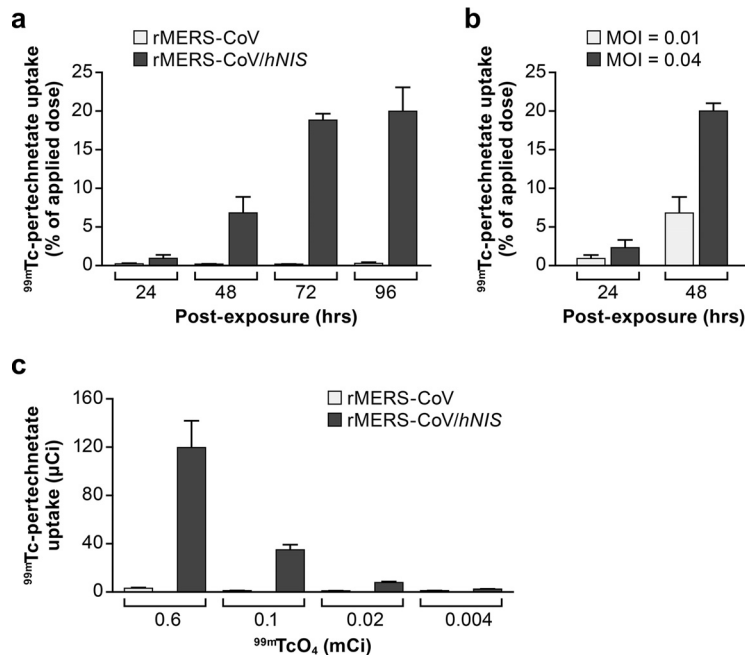 a
rMERS-CoV
rMERS-CoV/hNIS
⁹⁹ᵐTc-pertechnetate uptake
(% of applied dose)
25
20
15
10
5
0
24 48 72 96
Post-exposure (hrs)
b
MOI = 0.01
MOI = 0.04
⁹⁹ᵐTc-pertechnetate uptake
(% of applied dose)
25
20
15
10
5
0
24 48
Post-exposure (hrs)
c
rMERS-CoV
rMERS-CoV/hNIS
⁹⁹ᵐTc-pertechnetate
uptake (µCi)
160
120
80
40
0
0.6 0.1 0.02 0.004
⁹⁹ᵐTcO₄ (mCi)